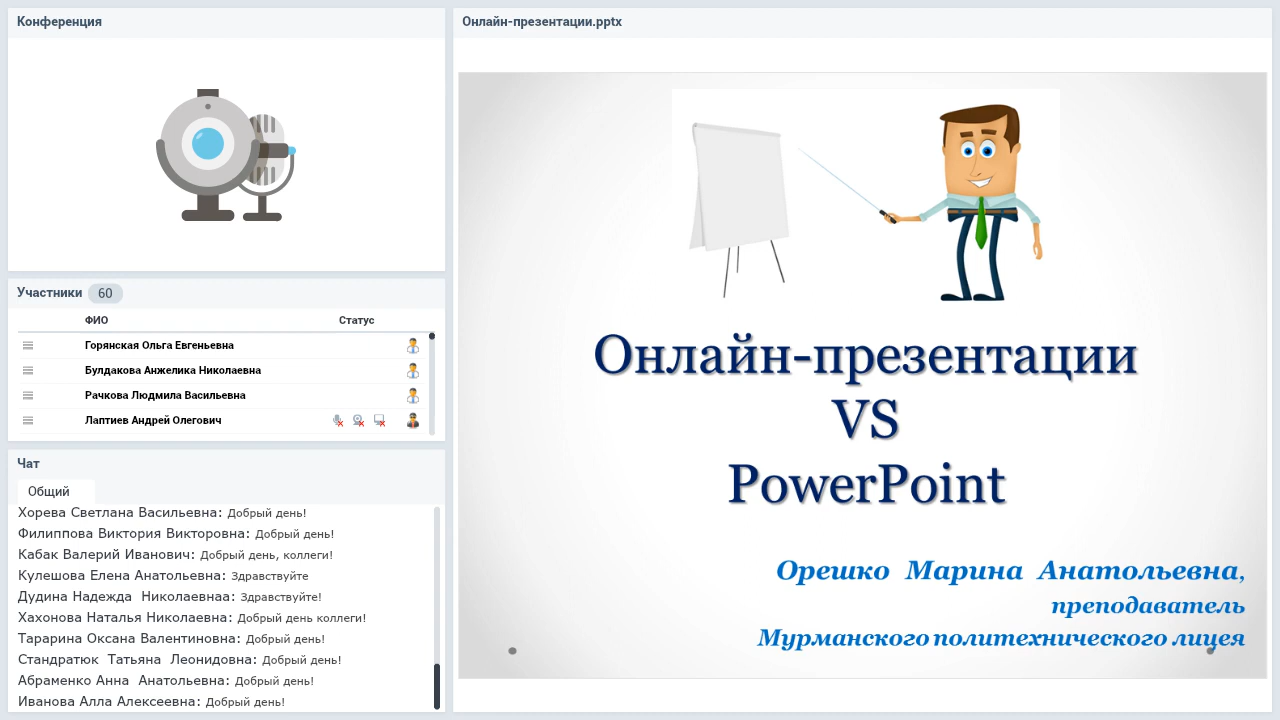 Конференция
Участники 60
ФИО Статус
Горянская Ольга Евгеньевна
Булдакова Анжелика Николаевна
Рачкова Людмила Васильевна
Лаптиев Андрей Олегович
Чат
Общий
Хорева Светлана Васильевна: Добрый день!
Филиппова Виктория Викторовна: Добрый день!
Кабак Валерий Иванович: Добрый день, коллеги!
Кулешова Елена Анатольевна: Здравствуйте
Дудина Надежда Николаевнаа: Здравствуйте!
Хахонова Наталья Николаевна: Добрый день коллеги!
Тарарина Оксана Валентиновна: Добрый день!
Стандратюк Татьяна Леонидовна: Добрый день!
Абраменко Анна Анатольевна: Добрый день!
Иванова Алла Алексеевна: Добрый день!
Онлайн-презентации.pptx
Онлайн-презентации
VS
PowerPoint
Орешко Марина Анатольевна,
преподаватель
Мурманского политехнического лицея